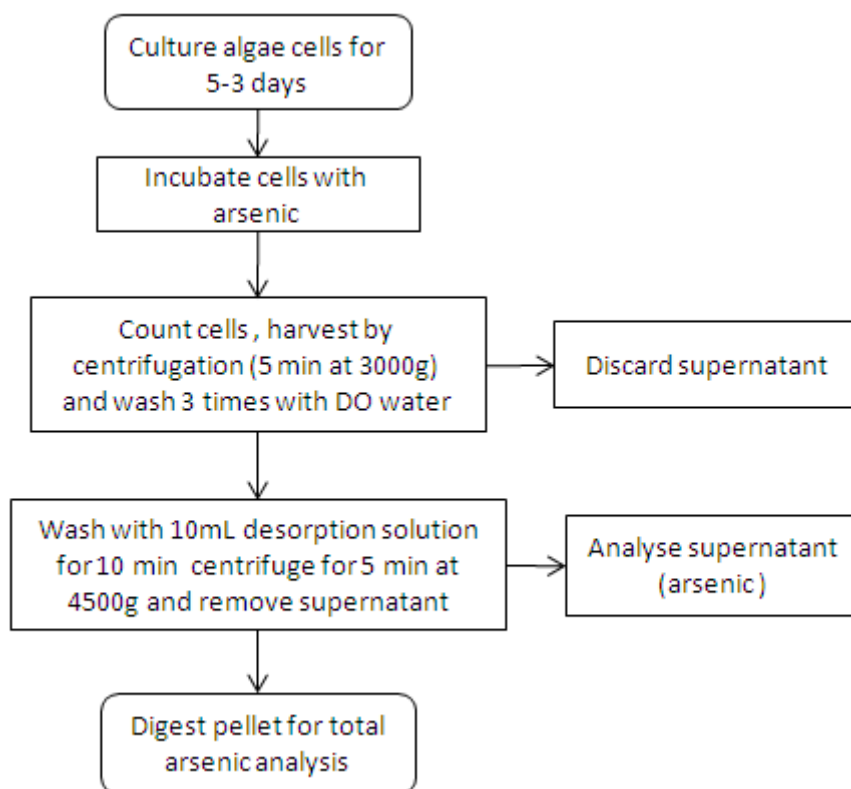 Culture algae cells for
5-3 days
Incubate cells with
arsenic
Count cells , harvest by
centrifugation (5 min at 3000g)
and wash 3 times with DO water
Discard supernatant
Wash with 10mL desorption solution
for 10 min centrifuge for 5 min at
4500g and remove supernatant
Analyse supernatant
(arsenic )
Digest pellet for total
arsenic analysis